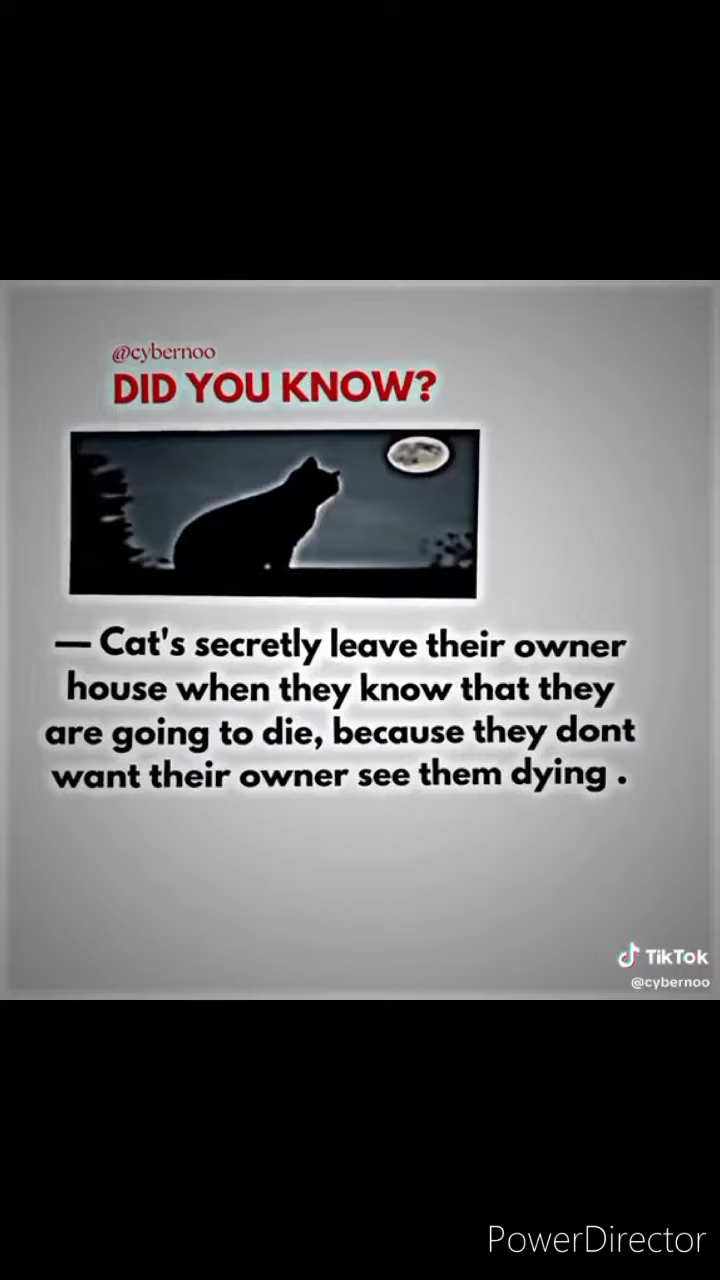 @cybernoo
DID YOU KNOW?
— Cat's secretly leave their owner
house when they know that they
are going to die, because they dont
want their owner see them dying .
TikTok
@cybernoo
PowerDirector